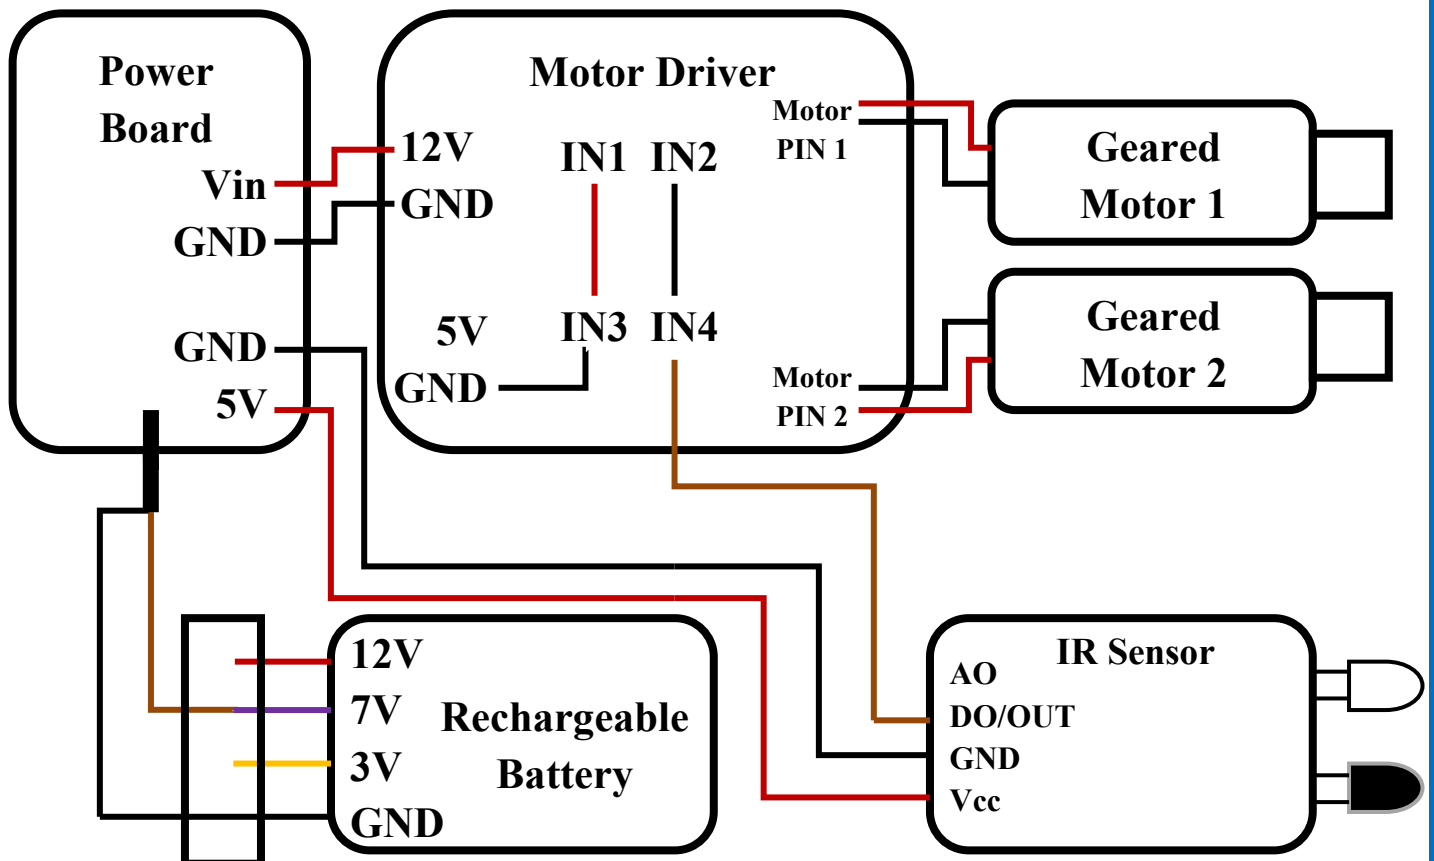 Power
Board
Vin
GND
GND
5V
Motor Driver
12V
GND
IN1 IN2
5V
IN3 IN4
GND
Motor
PIN 1
Motor
PIN 2
Geared
Motor 1
Geared
Motor 2
12V
7V
3V
GND
Rechargeable
Battery
IR Sensor
AO
DO/OUT
GND
Vcc